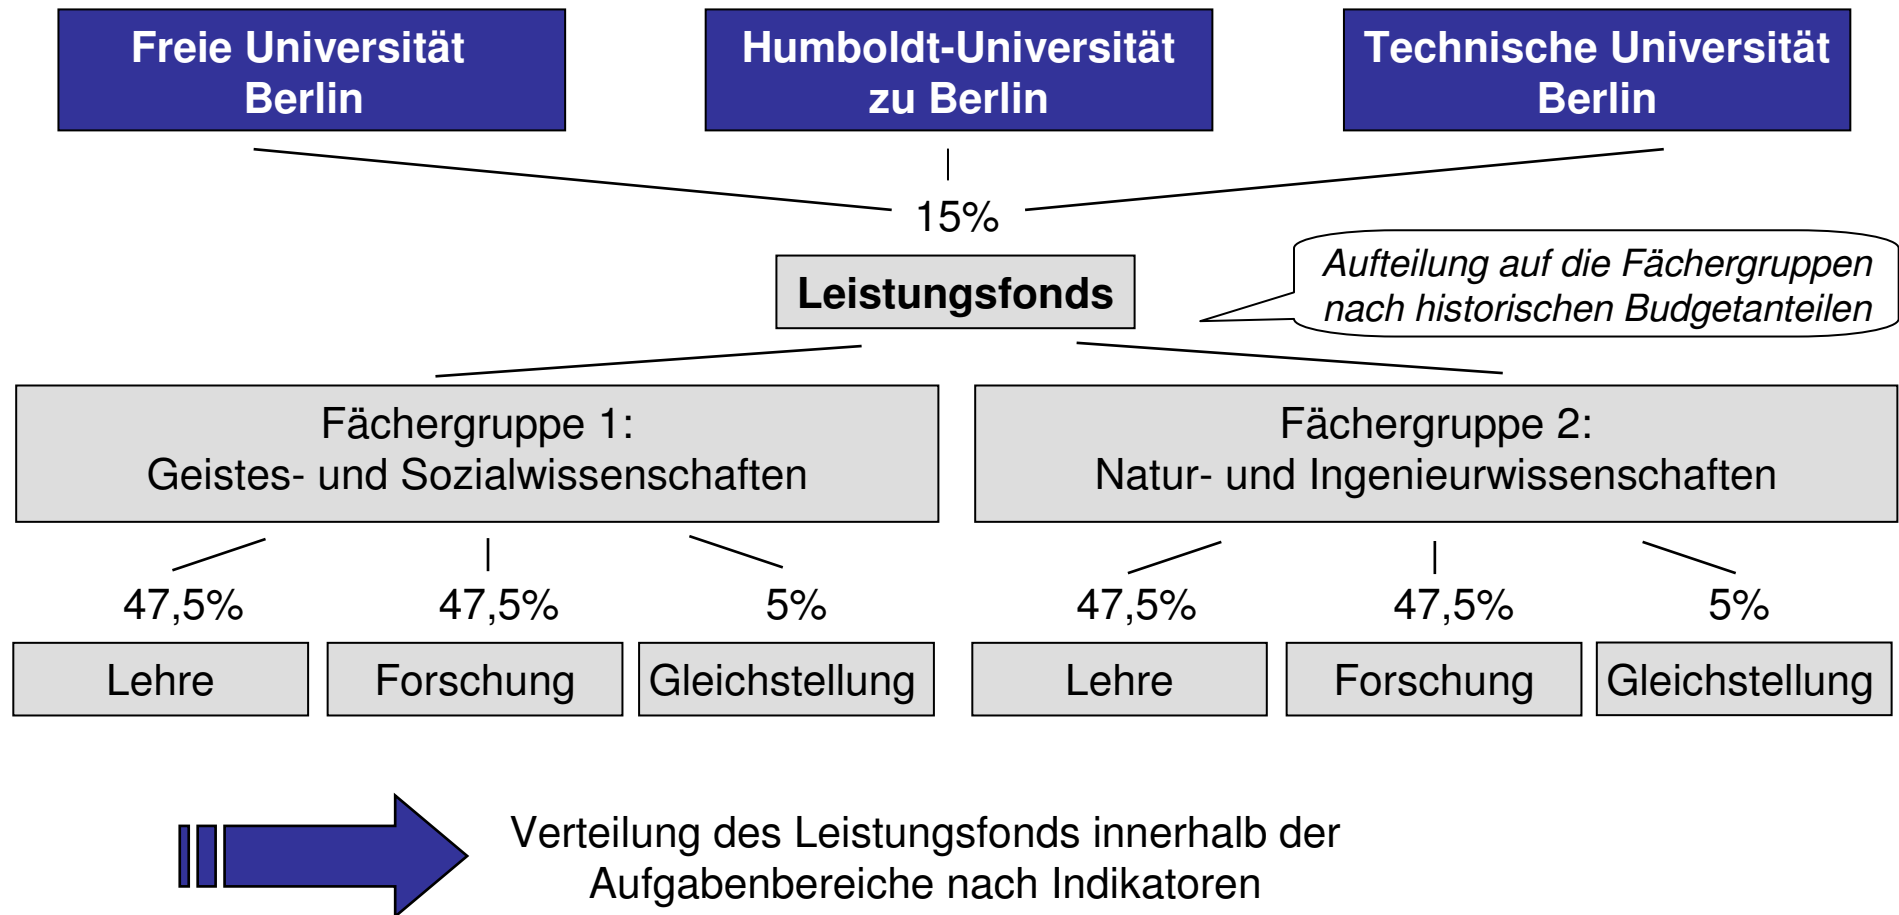 Freie Universität
Berlin
Humboldt-Universität
zu Berlin
Technische Universität
Berlin
15%
Leistungsfonds
Aufteilung auf die Fächergruppen
nach historischen Budgetanteilen
Fächergruppe 1:
Geistes- und Sozialwissenschaften
Fächergruppe 2:
Natur- und Ingenieurwissenschaften
47,5%
47,5%
5%
47,5%
47,5%
5%
Lehre
Forschung
Gleichstellung
Lehre
Forschung
Gleichstellung
Verteilung des Leistungsfonds innerhalb der
Aufgabenbereiche nach Indikatoren